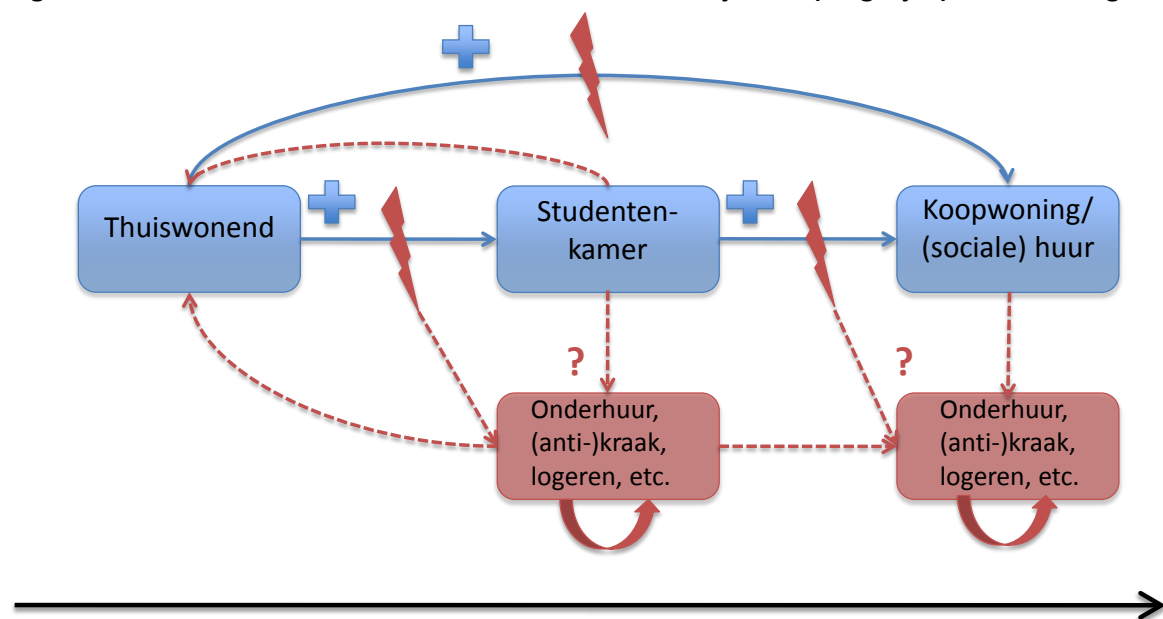 Thuiswonend
Studenten-
kamer
Koopwoning/
(sociale) huur
?
?
Onderhuur,
(anti-)kraak,
logeren, etc.
Onderhuur,
(anti-)kraak,
logeren, etc.